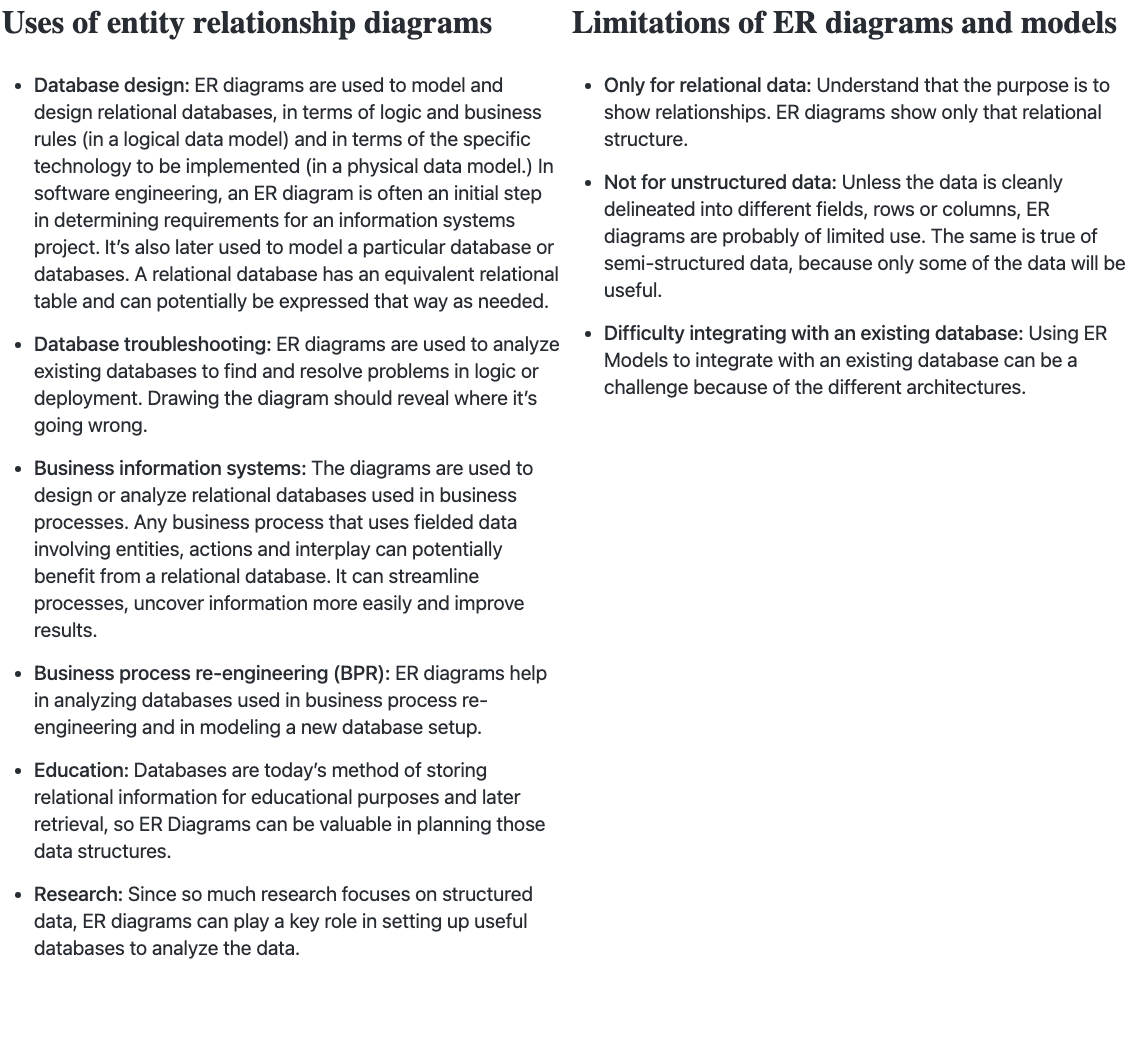 Uses of entity relationship diagrams
Database design: ER diagrams are used to model and
design relational databases, in terms of logic and business
rules (in a logical data model) and in terms of the specific
technology to be implemented (in a physical data model.) In
software engineering, an ER diagram is often an initial step
in determining requirements for an information systems
project. It’s also later used to model a particular database or
databases. A relational database has an equivalent relational
table and can potentially be expressed that way as needed.
Database troubleshooting: ER diagrams are used to analyze
existing databases to find and resolve problems in logic or
deployment. Drawing the diagram should reveal where it’s
going wrong.
Business information systems: The diagrams are used to
design or analyze relational databases used in business
processes. Any business process that uses fielded data
involving entities, actions and interplay can potentially
benefit from a relational database. It can streamline
processes, uncover information more easily and improve
results.
Business process re-engineering (BPR): ER diagrams help
in analyzing databases used in business process re-
engineering and in modeling a new database setup.
Education: Databases are today’s method of storing
relational information for educational purposes and later
retrieval, so ER Diagrams can be valuable in planning those
data structures.
Research: Since so much research focuses on structured
data, ER diagrams can play a key role in setting up useful
databases to analyze the data.
Limitations of ER diagrams and models
Only for relational data: Understand that the purpose is to
show relationships. ER diagrams show only that relational
structure.
Not for unstructured data: Unless the data is cleanly
delineated into different fields, rows or columns, ER
diagrams are probably of limited use. The same is true of
semi-structured data, because only some of the data will be
useful.
Difficulty integrating with an existing database: Using ER
Models to integrate with an existing database can be a
challenge because of the different architectures.